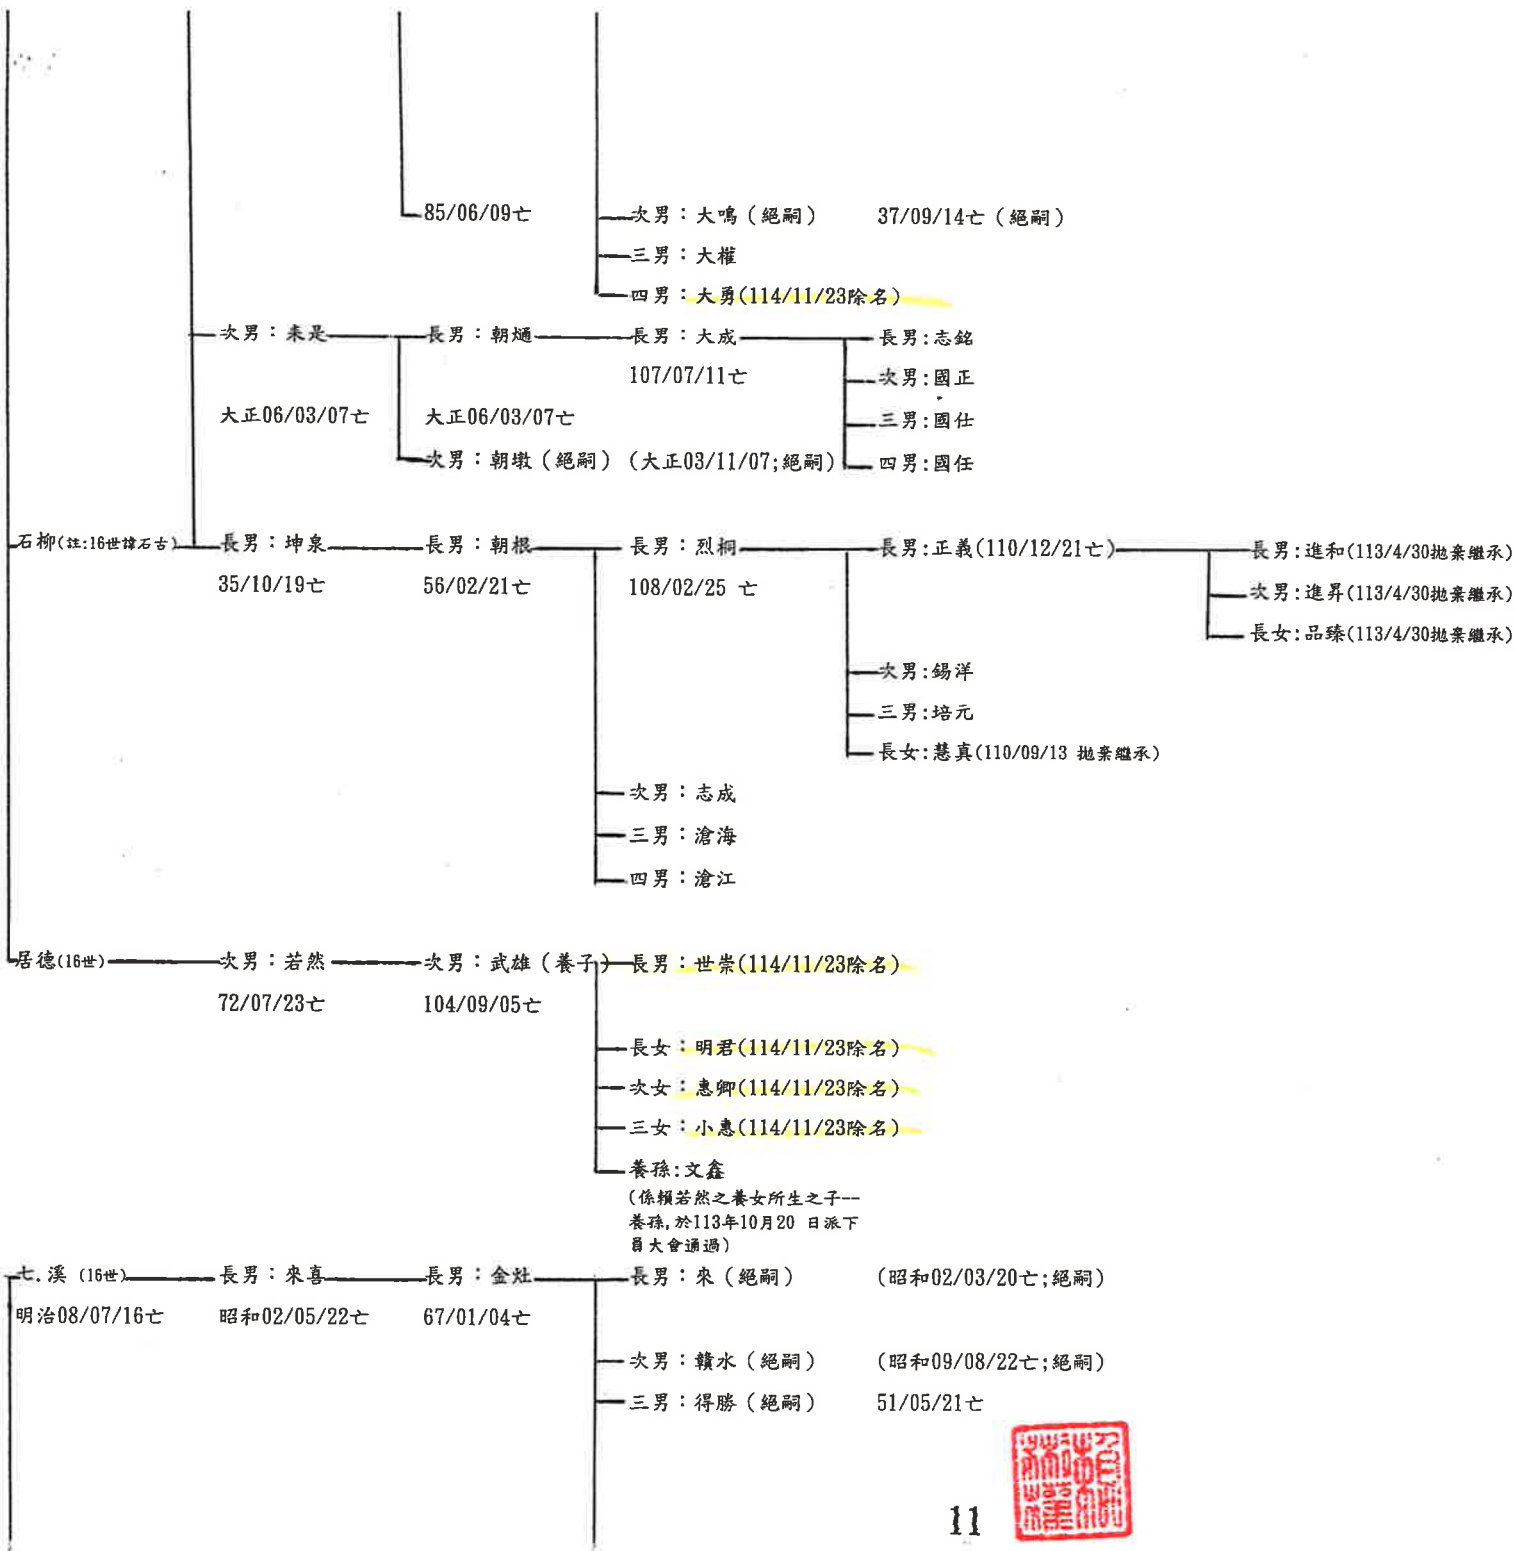 85/06/09亡
次男：大鳴（絕嗣） 37/09/14亡（絕嗣）
三男：大權
四男：大勇(114/11/23除名)
次男：来是 長男：朝熥 長男：大成 長男:志銘
107/07/11亡 次男:國正
大正06/03/07亡 大正06/03/07亡 三男:國仕
次男：朝墩（絕嗣） (大正03/11/07;絕嗣) 四男:國任
石柳(註:16世諱石古) 長男：坤泉 長男：朝根 長男：烈桐 長男:正義(110/12/21亡) 長男:進和(113/4/30拋棄繼承)
35/10/19亡 56/02/21亡 108/02/25 亡 次男:進昇(113/4/30拋棄繼承)
長女:品臻(113/4/30拋棄繼承)
次男:錫洋
三男:培元
長女:慧真(110/09/13 拋棄繼承)
次男：志成
三男：滄海
四男：滄江
居德(16世) 次男：若然 次男：武雄（養子） 長男：世崇(114/11/23除名)
72/07/23亡 104/09/05亡
長女：明君(114/11/23除名)
次女：惠卿(114/11/23除名)
三女：小惠(114/11/23除名)
養孫:文鑫
(係賴若然之養女所生之子--
養孫,於113年10月20 日派下
員大會通過)
七.溪 (16世) 長男：來喜 長男：金灶 長男：來（絕嗣） (昭和02/03/20亡;絕嗣)
明治08/07/16亡 昭和02/05/22亡 67/01/04亡
次男：贛水（絕嗣） (昭和09/08/22亡;絕嗣)
三男：得勝（絕嗣） 51/05/21亡
11